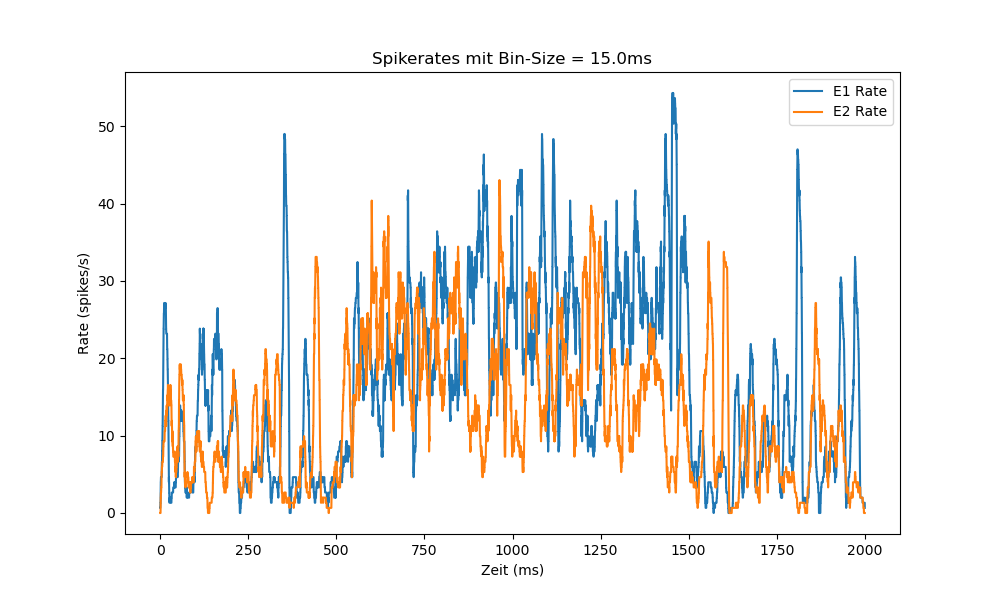 Spikerates mit Bin-Size = 15.0ms
E1 Rate
E2 Rate
50
40
30
20
10
0
Rate (spikes/s)
0 250 500 750 1000 1250 1500 1750 2000
Zeit (ms)